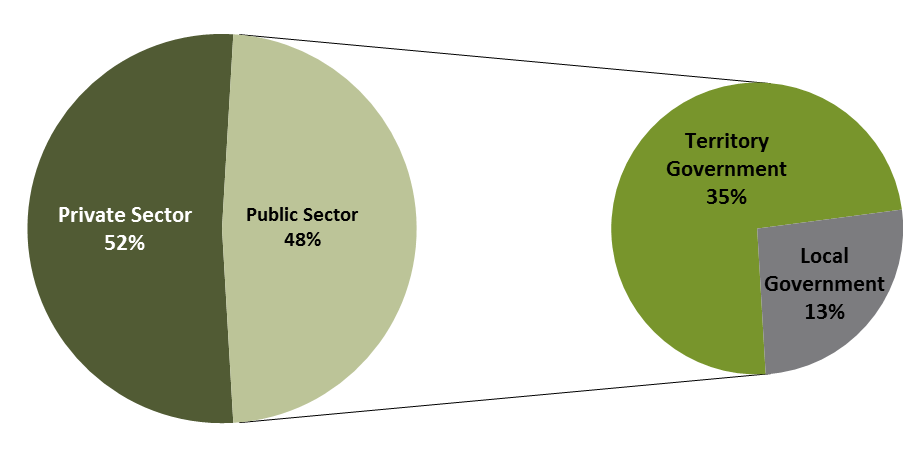 Private Sector
52%
Public Sector
48%
Territory
Government
35%
Local
Government
13%